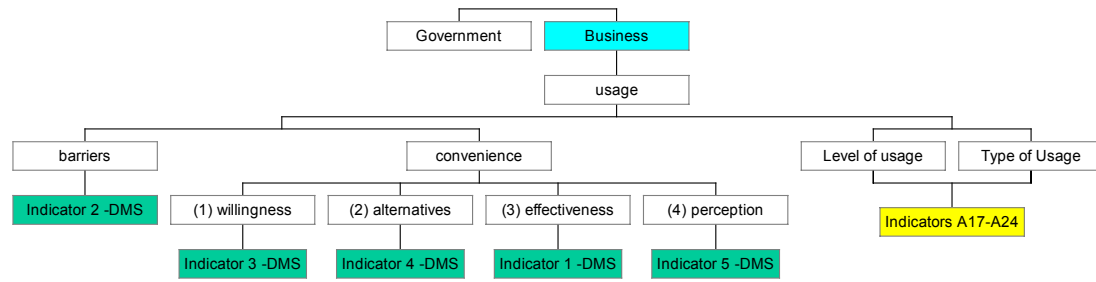 Government
Business
usage
barriers
convenience
Level of usage
Type of Usage
Indicator 2 -DMS
(1) willingness
(2) alternatives
(3) effectiveness
(4) perception
Indicators A17-A24
Indicator 3 -DMS
Indicator 4 -DMS
Indicator 1 -DMS
Indicator 5 -DMS